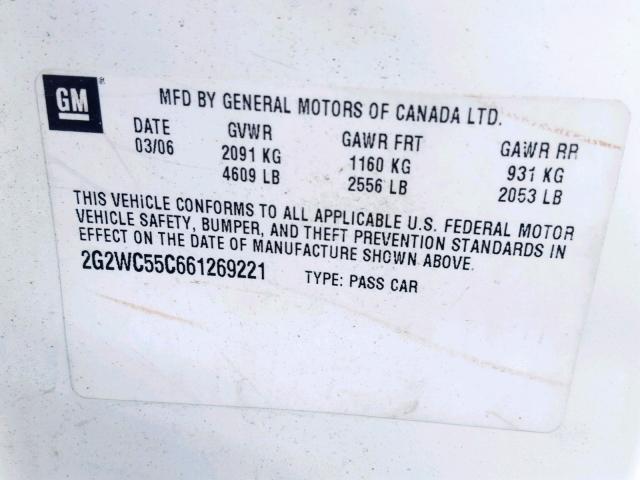 GM®
MFD BY GENERAL MOTORS OF CANADA LTD.
DATE GVWR GAWR FRT GAWR RR
03/06 2091 KG 1160 KG 931 KG
4609 LB 2556 LB 2053 LB
THIS VEHICLE CONFORMS TO ALL APPLICABLE U.S. FEDERAL MOTOR
VEHICLE SAFETY, BUMPER, AND THEFT PREVENTION STANDARDS IN
EFFECT ON THE DATE OF MANUFACTURE SHOWN ABOVE.
2G2WC55C661269221 TYPE: PASS CAR